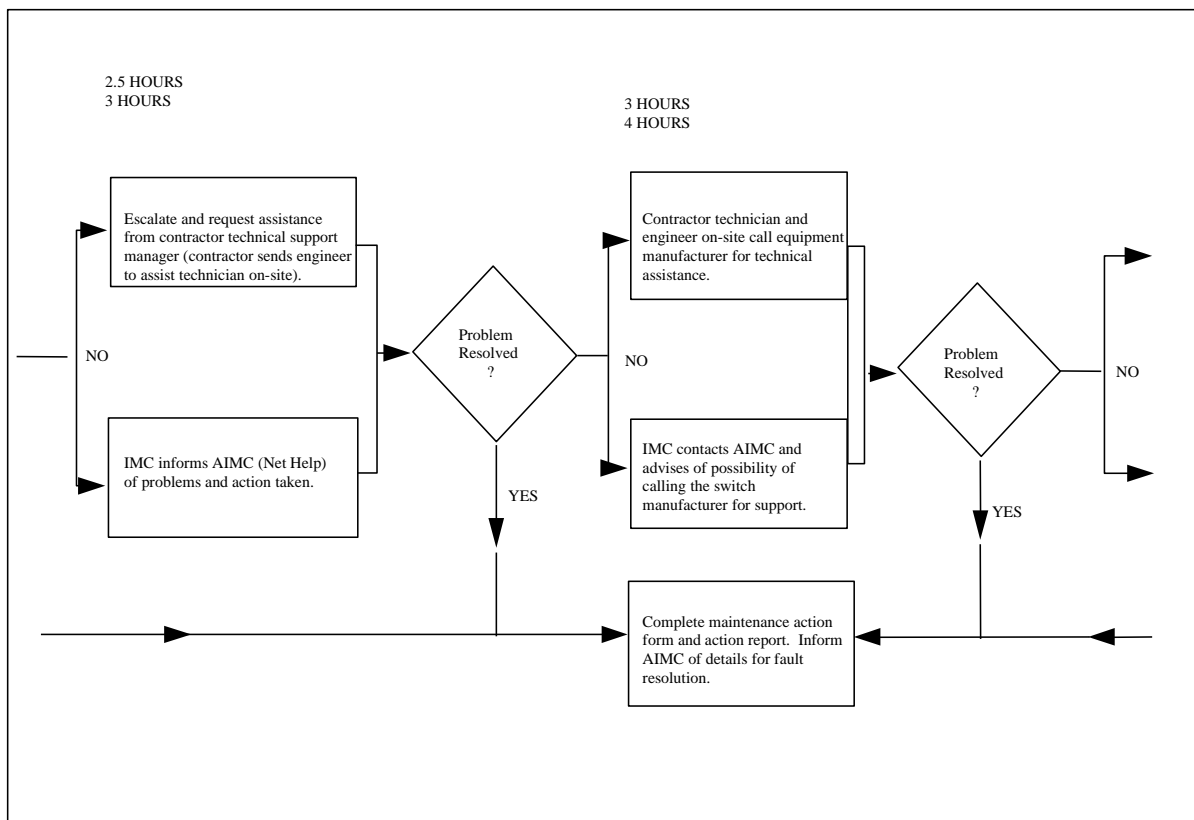 2.5 HOURS
3 HOURS
3 HOURS
4 HOURS
Escalate and request assistance
from contractor technical support
manager (contractor sends engineer
to assist technician on-site).
Contractor technician and
engineer on-site call equipment
manufacturer for technical
assistance.
NO
Problem
Resolved
?
NO
Problem
Resolved
?
NO
IMC informs AIMC (Net Help)
of problems and action taken.
YES
IMC contacts AIMC and
advises of possibility of
calling the switch
manufacturer for support.
YES
Complete maintenance action
form and action report.  Inform
AIMC of details for fault
resolution.